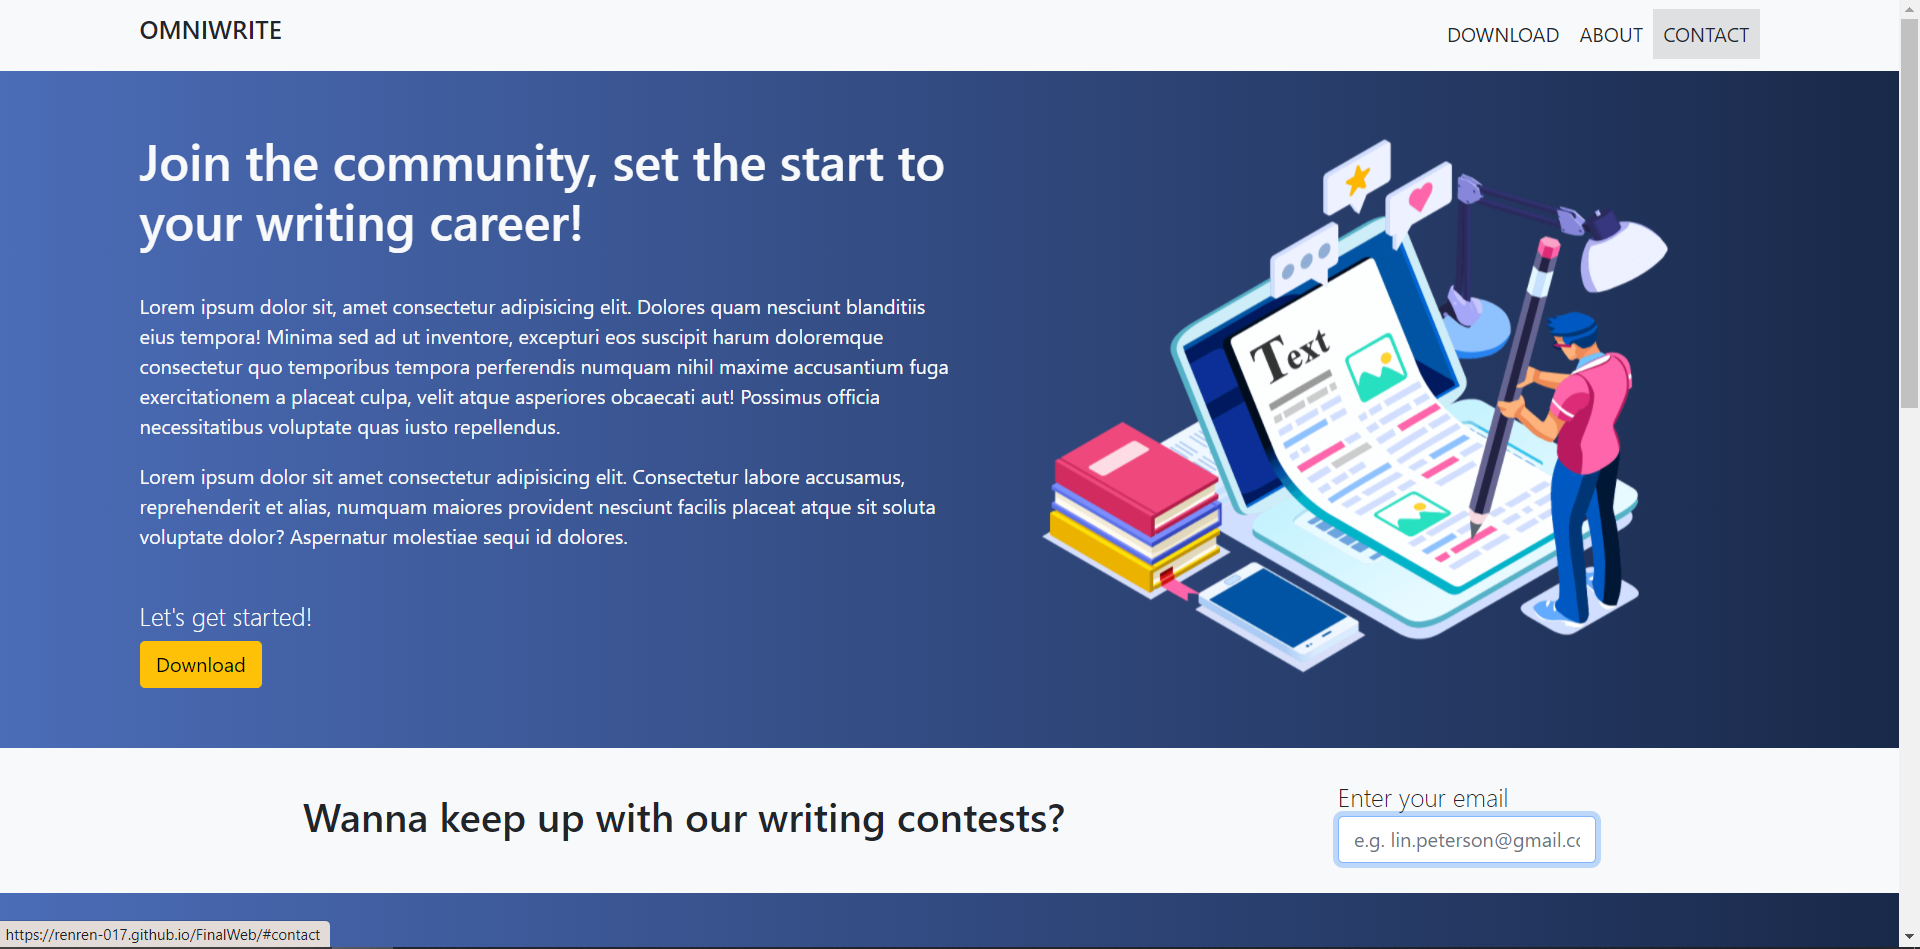 OMNIWRITE
DOWNLOAD ABOUT CONTACT
Join the community, set the start to
your writing career!
Lorem ipsum dolor sit, amet consectetur adipisicing elit. Dolores quam nesciunt blanditiis
eius tempora! Minima sed ad ut inventore, excepturi eos suscipit harum doloremque
consectetur quo temporibus tempora perferendis numquam nihil maxime accusantium fuga
exercitationem a placeat culpa, velit atque asperiores obcaecati aut! Possimus officia
necessitatibus voluptate quas iusto repellendus.
Lorem ipsum dolor sit amet consectetur adipisicing elit. Consectetur labore accusamus,
reprehenderit et alias, numquam maiores provident nesciunt facilis placeat atque sit soluta
voluptate dolor? Aspernatur molestiae sequi id dolores.
Let's get started!
Download
Text
Wanna keep up with our writing contests?
Enter your email
e.g. lin.peterson@gmail.cc
https://renren-017.github.io/FinalWeb/#contact